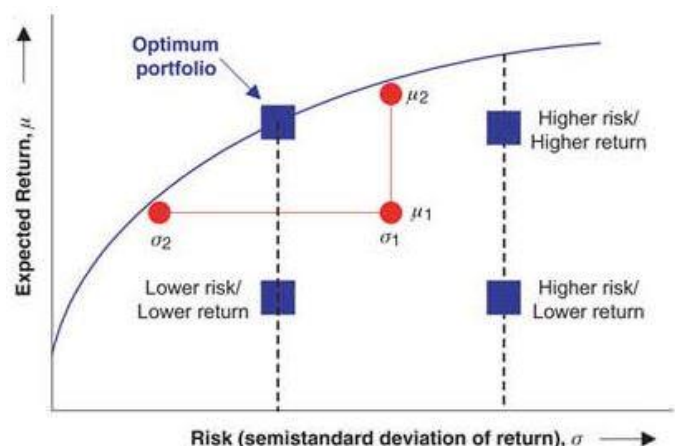 Optimum
portfolio
Expected Return, μ
μ2
Higher risk/
Higher return
μ1
σ2
σ1
Lower risk/
Lower return
Higher risk/
Lower return
Risk (semistandard deviation of return), σ